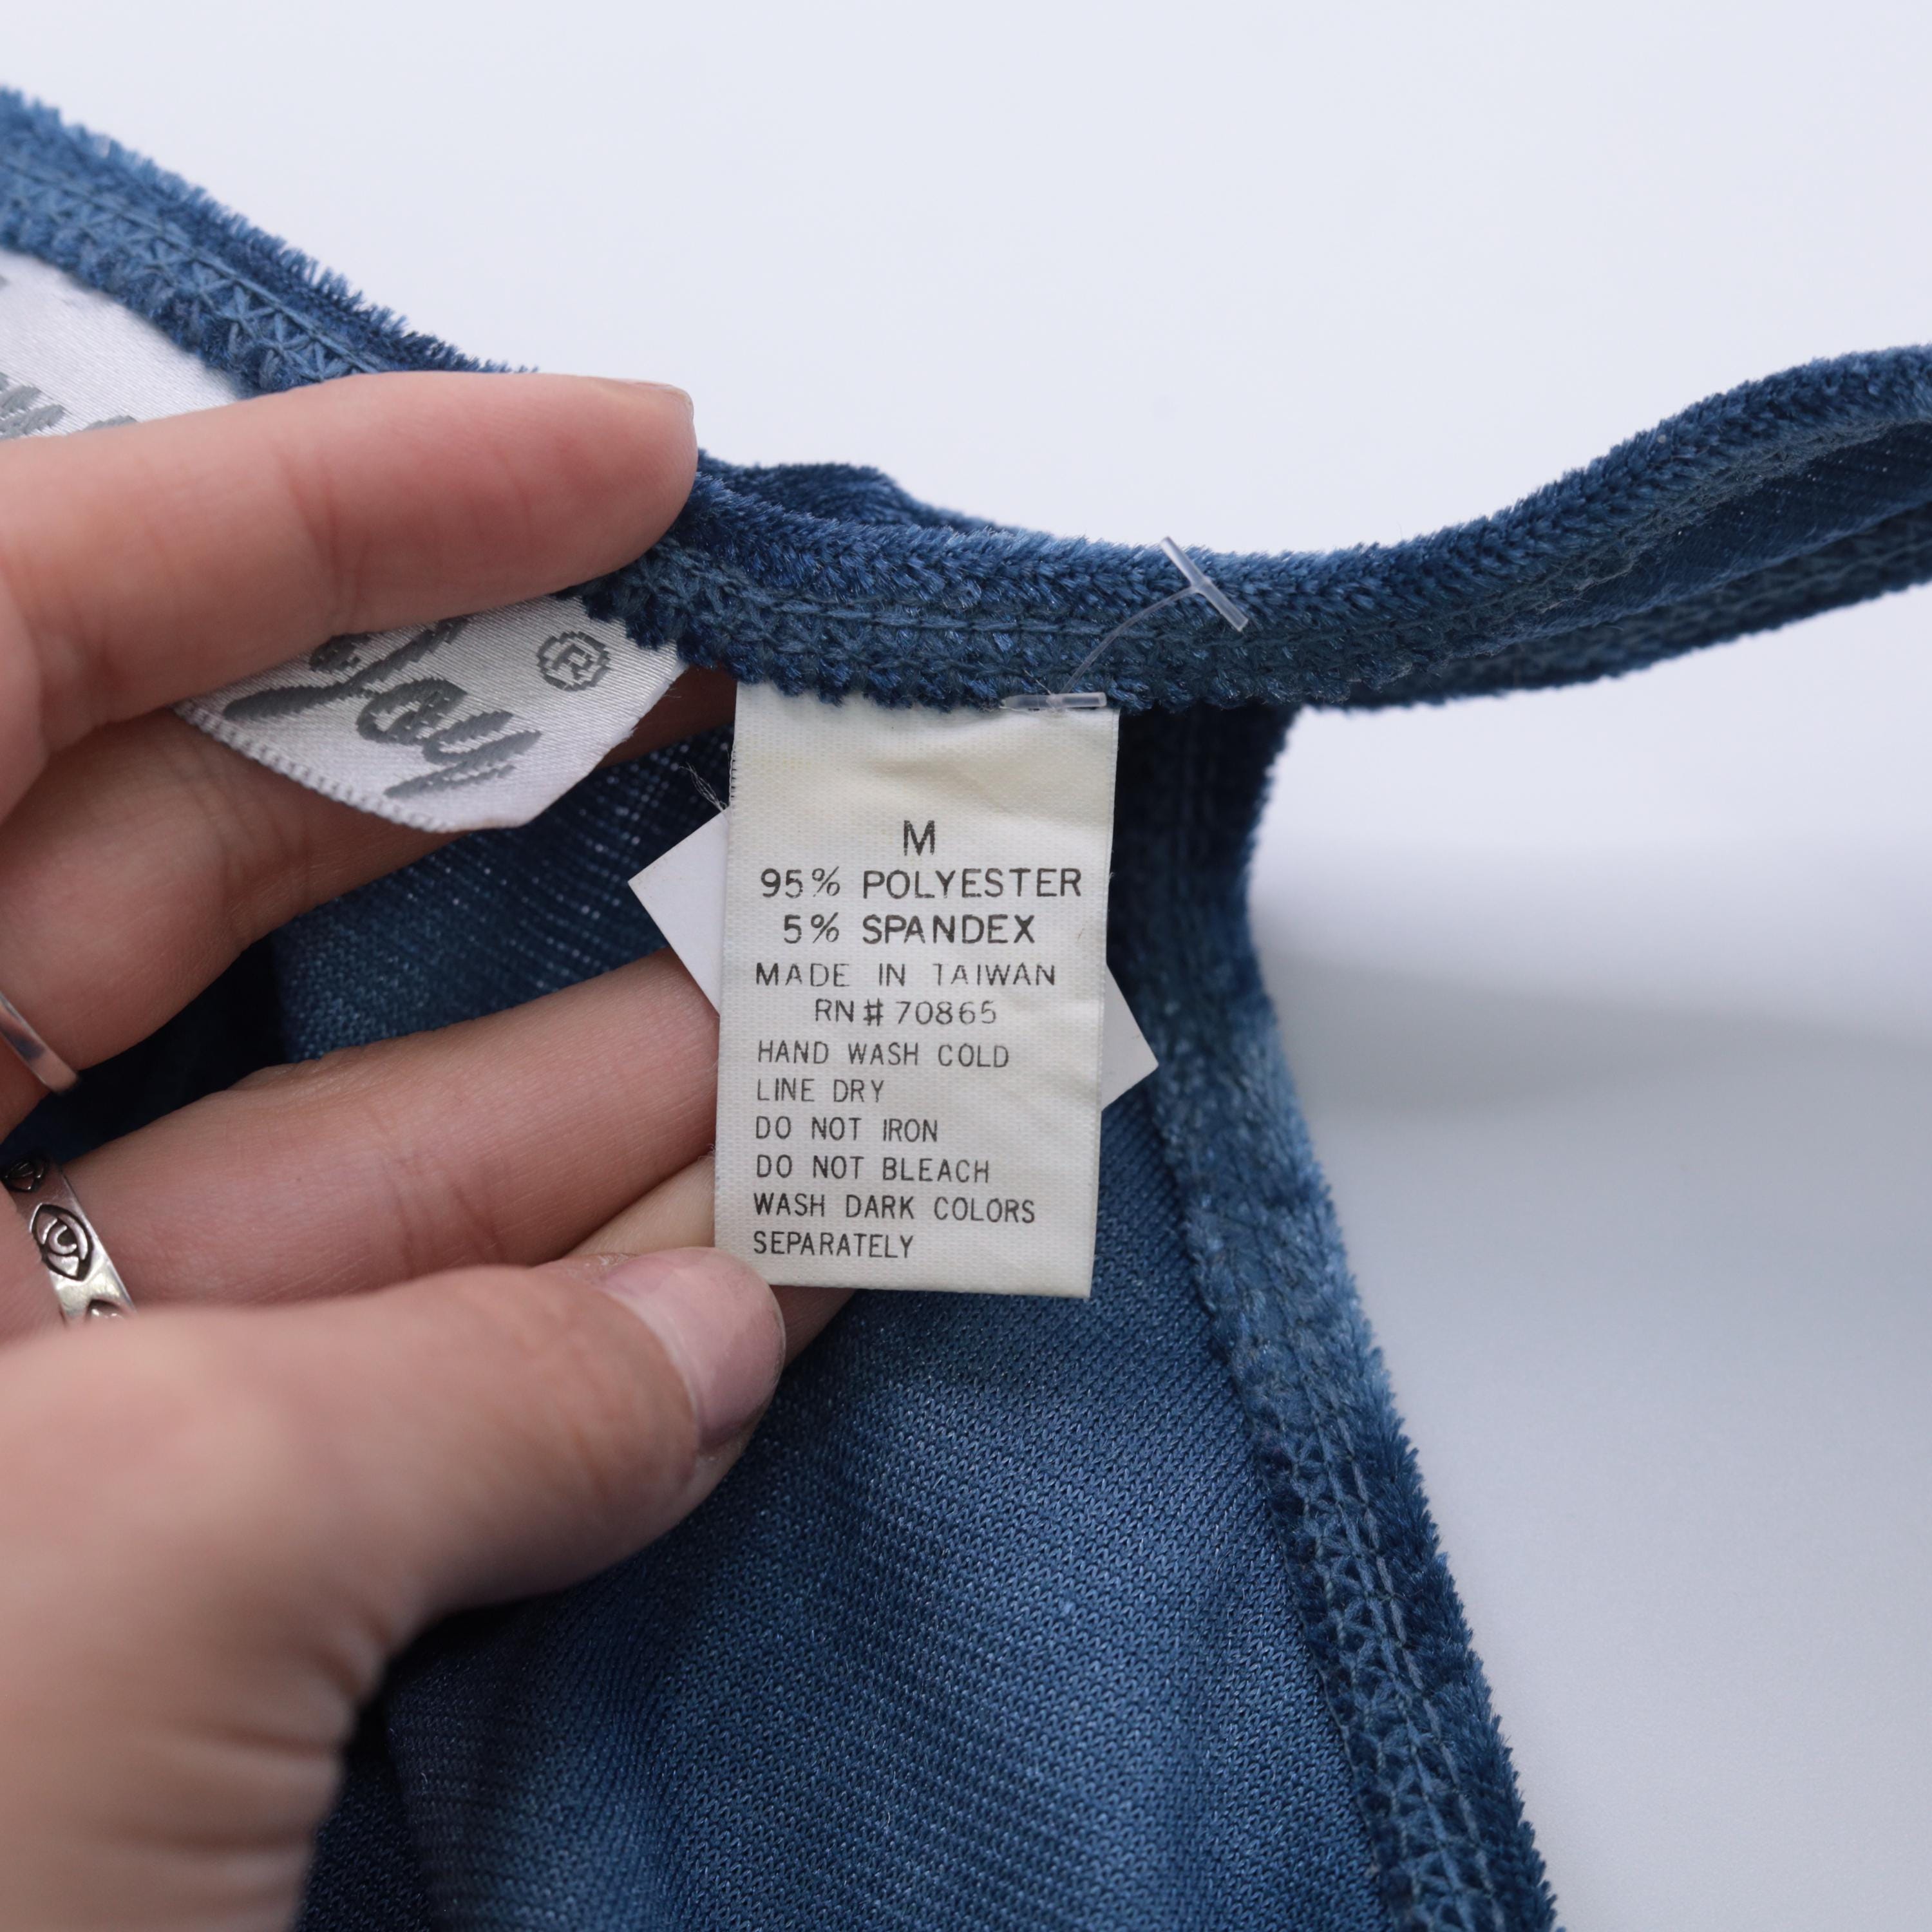 Jay ®
M
95% POLYESTER
5% SPANDEX
MADE IN TAIWAN
RN# 70865
HAND WASH COLD
LINE DRY
DO NOT IRON
DO NOT BLEACH
WASH DARK COLORS
SEPARATELY